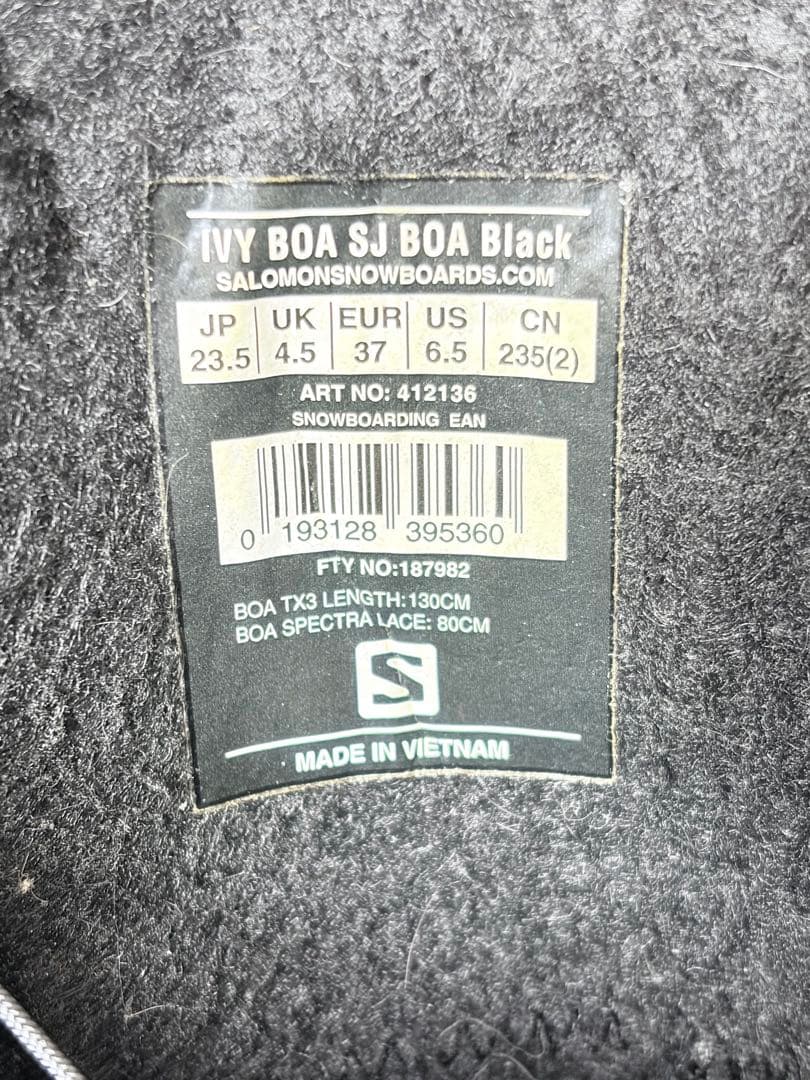 IVY BOA SJ BOA Black
SALOMONSNOWBOARDS.COM
JP UK EUR US CN
23.5 4.5 37 6.5 235(2)
ART NO: 412136
SNOWBOARDING EAN
0 193128 395360
FTY NO:187982
BOA TX3 LENGTH:130CM
BOA SPECTRA LACE: 80CM
S
MADE IN VIETNAM